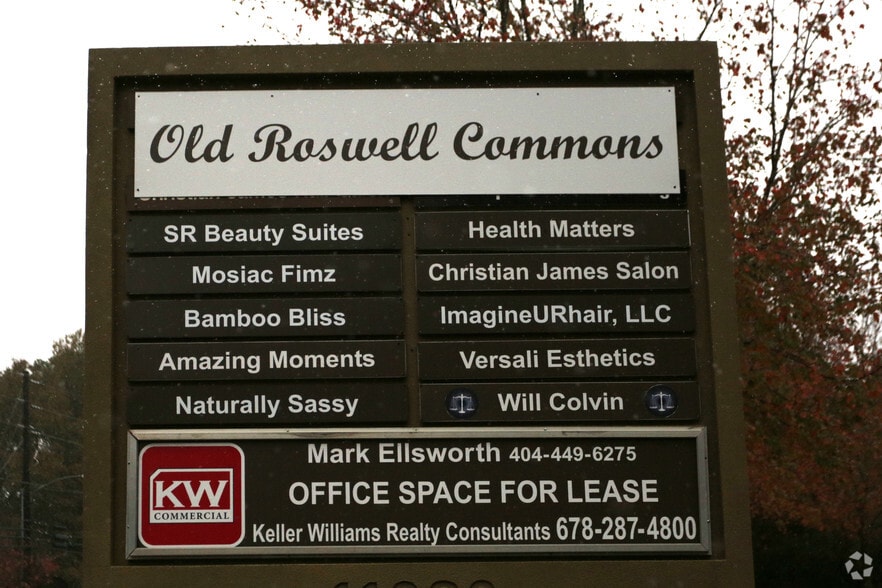 Old Roswell Commons
SR Beauty Suites
Mosiac Fimz
Bamboo Bliss
Amazing Moments
Naturally Sassy
Health Matters
Christian James Salon
ImagineURhair, LLC
Versali Esthetics
Will Colvin
KW
COMMERCIAL
Mark Ellsworth 404-449-6275
OFFICE SPACE FOR LEASE
Keller Williams Realty Consultants 678-287-4800